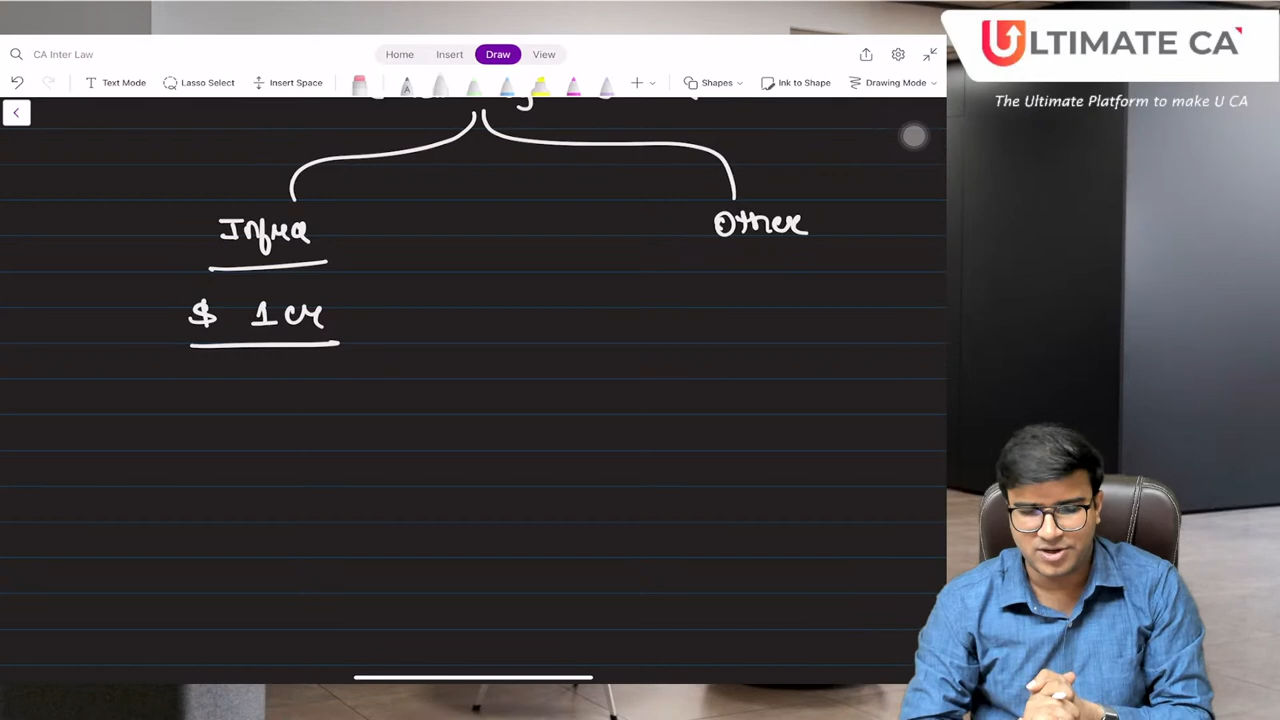 ULTIMATE CA
The Ultimate Platform to make U CA
CA Inter Law
Home Insert Draw View
Text Mode Lasso Select Insert Space Shapes Ink to Shape Drawing Mode
Infra
Other
$ 1 cr